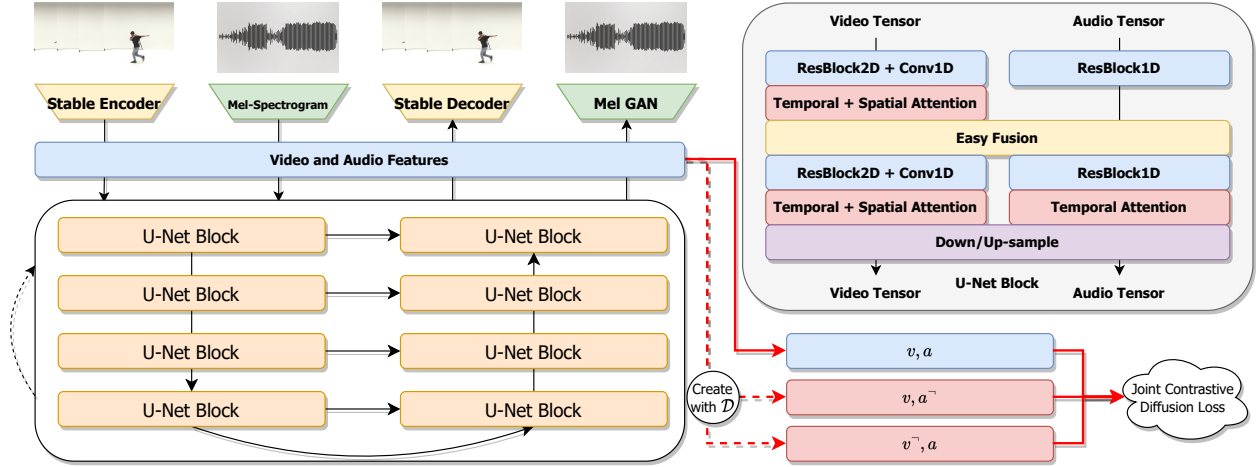 Stable Encoder
Mel-Spectrogram
Stable Decoder
Mel GAN
Video and Audio Features
U-Net Block
U-Net Block
U-Net Block
U-Net Block
U-Net Block
U-Net Block
U-Net Block
U-Net Block
Video Tensor
Audio Tensor
ResBlock2D + Conv1D
ResBlock1D
Temporal + Spatial Attention
Easy Fusion
ResBlock2D + Conv1D
ResBlock1D
Temporal + Spatial Attention
Temporal Attention
Down/Up-sample
Video Tensor
U-Net Block
Audio Tensor
Create
with 𝒟
v, a
v, a¬
v¬, a
Joint Contrastive
Diffusion Loss